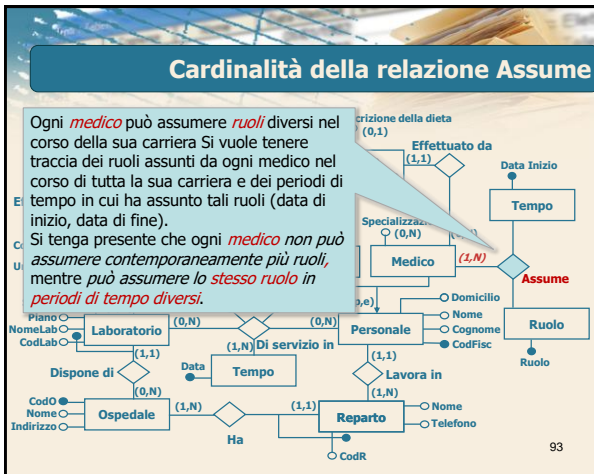 Cardinalità della relazione Assume
Ogni medico può assumere ruoli diversi nel
corso della sua carriera Si vuole tenere
traccia dei ruoli assunti da ogni medico nel
corso di tutta la sua carriera e dei periodi di
tempo in cui ha assunto tali ruoli (data di
inizio, data di fine).
Si tenga presente che ogni medico non può
assumere contemporaneamente più ruoli,
mentre può assumere lo stesso ruolo in
periodi di tempo diversi.
della dieta
(0,1)
Effettuato da
(1,1)
Data Inizio
Tempo
(0,N)
Medico
(1,N)
Assume
Ruolo
Ruolo
Domicilio
Nome
Cognome
CodFisc
Personale
Piano
NomeLab
CodLab
Laboratorio
(0,N)
(0,N)
(1,N)
Di servizio in
Data
Tempo
(1,1)
Dispone di
(0,N)
(1,1)
Lavora in
(1,N)
CodO
Nome
Indirizzo
Ospedale
(1,N)
Ha
(1,1)
Reparto
Nome
Telefono
CodR
93